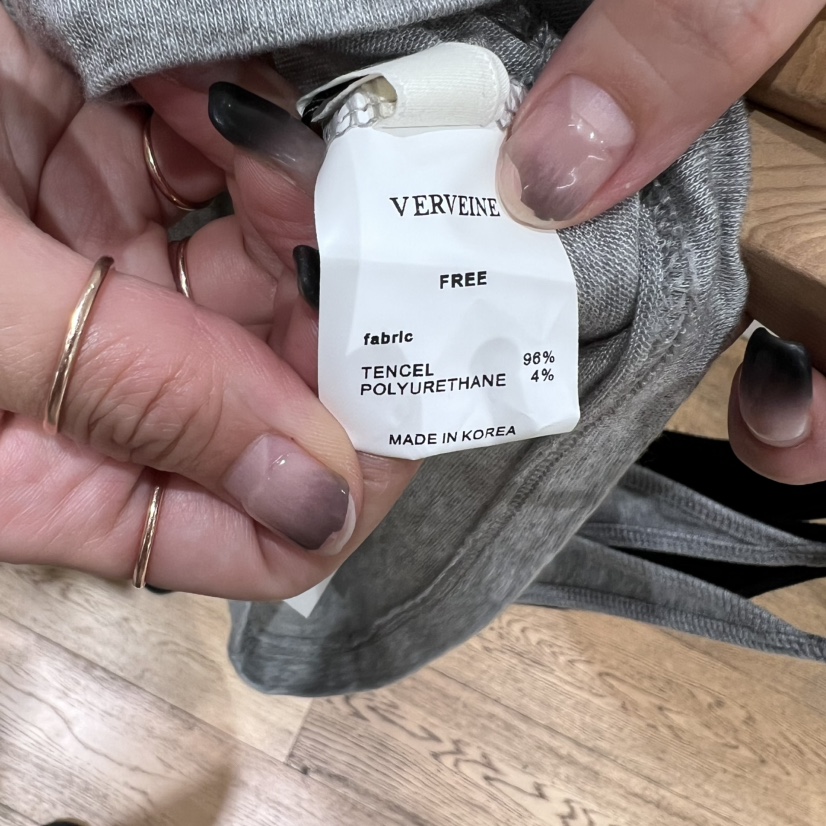 VERVEINE
FREE
fabric
TENCEL 96%
POLYURETHANE 4%
MADE IN KOREA